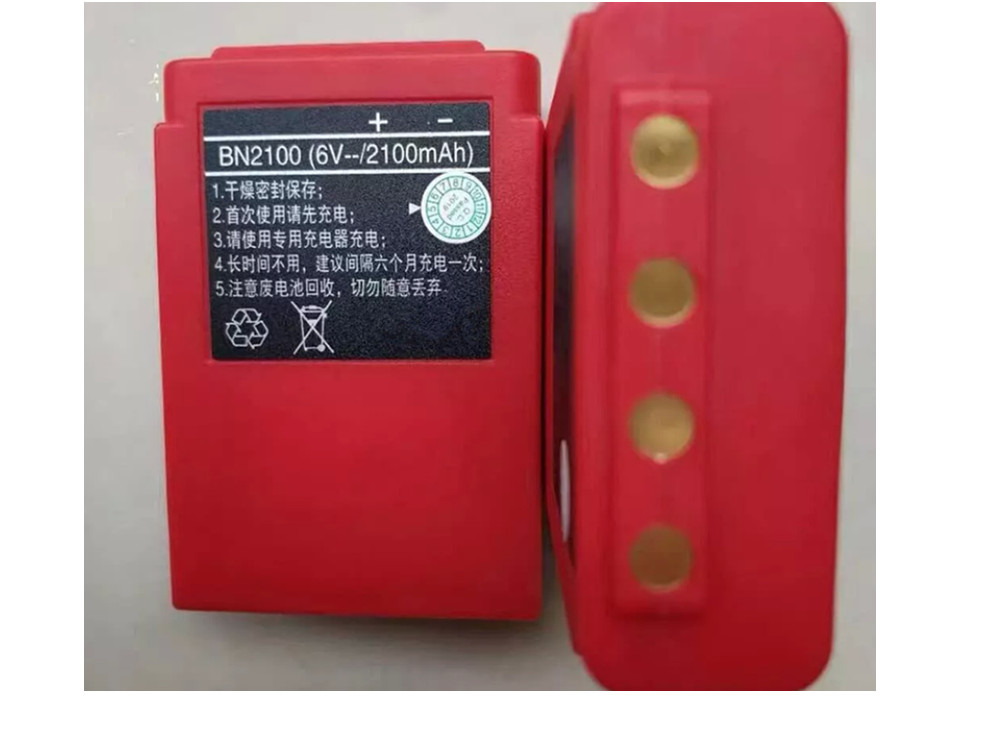 + −
BN2100 (6V--/2100mAh)
1.干燥密封保存;
2.首次使用请先充电;
3.请使用专用充电器充电;
4.长时间不用，建议间隔六个月充电一次;
5.注意废电池回收，切勿随意丢弃.
Q.C
Passed
2019